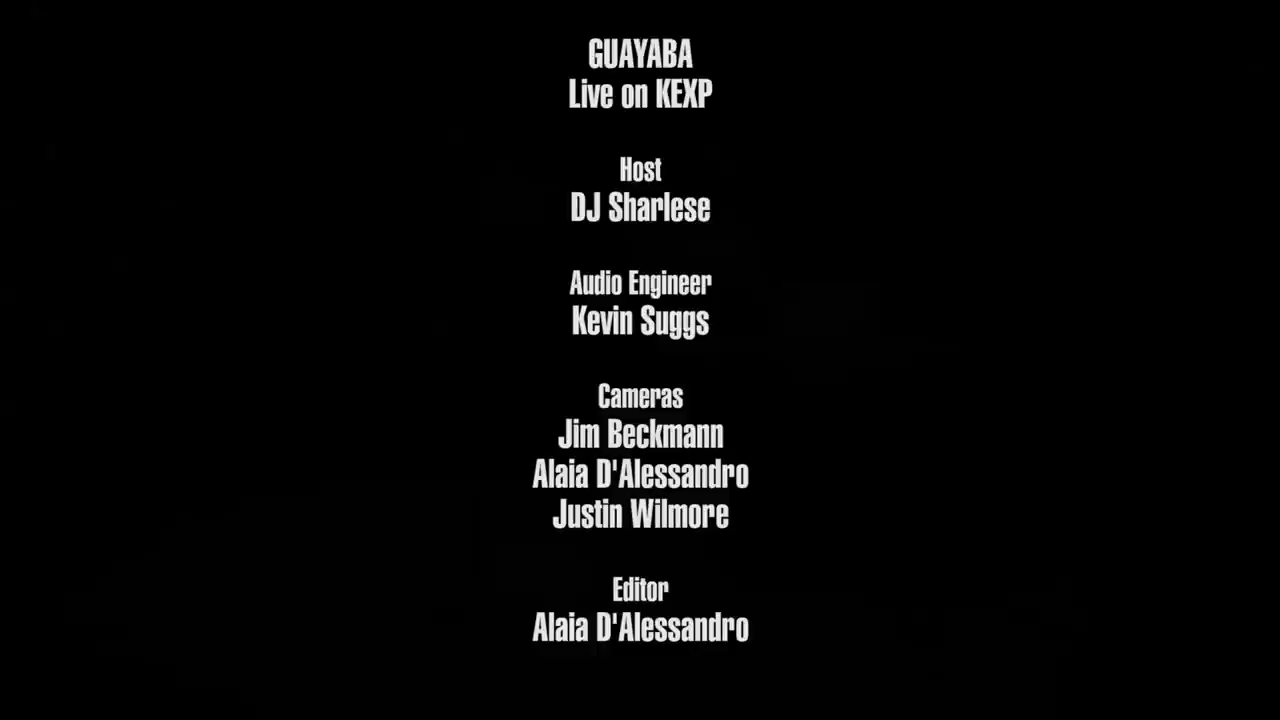 GUAYABA
Live on KEXP
Host
DJ Sharlese
Audio Engineer
Kevin Suggs
Cameras
Jim Beckmann
Alaia D'Alessandro
Justin Wilmore
Editor
Alaia D'Alessandro